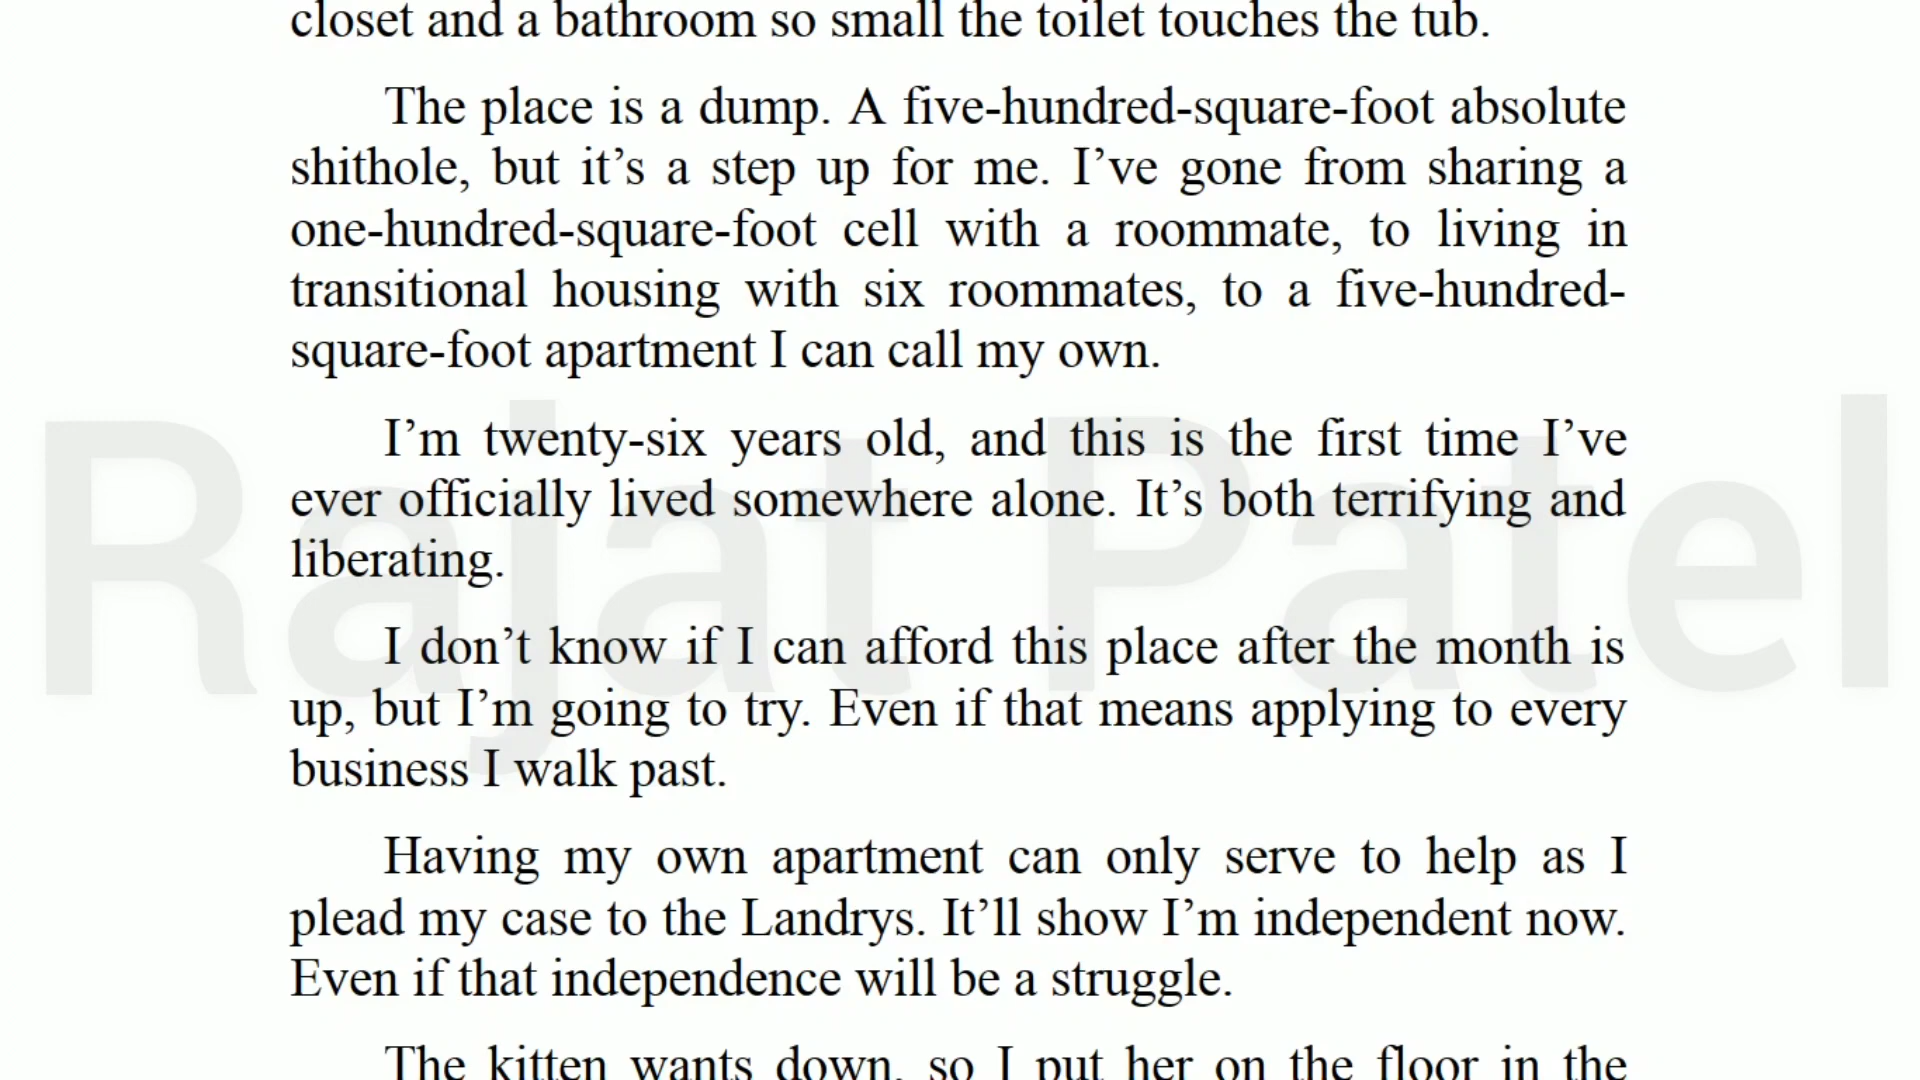 closet and a bathroom so small the toilet touches the tub.
The place is a dump. A five-hundred-square-foot absolute
shithole, but it’s a step up for me. I’ve gone from sharing a
one-hundred-square-foot cell with a roommate, to living in
transitional housing with six roommates, to a five-hundred-
square-foot apartment I can call my own.
I’m twenty-six years old, and this is the first time I’ve
ever officially lived somewhere alone. It’s both terrifying and
liberating.
Rajat Patel
I don’t know if I can afford this place after the month is
up, but I’m going to try. Even if that means applying to every
business I walk past.
Having my own apartment can only serve to help as I
plead my case to the Landrys. It’ll show I’m independent now.
Even if that independence will be a struggle.
The kitten wants down, so I put her on the floor in the